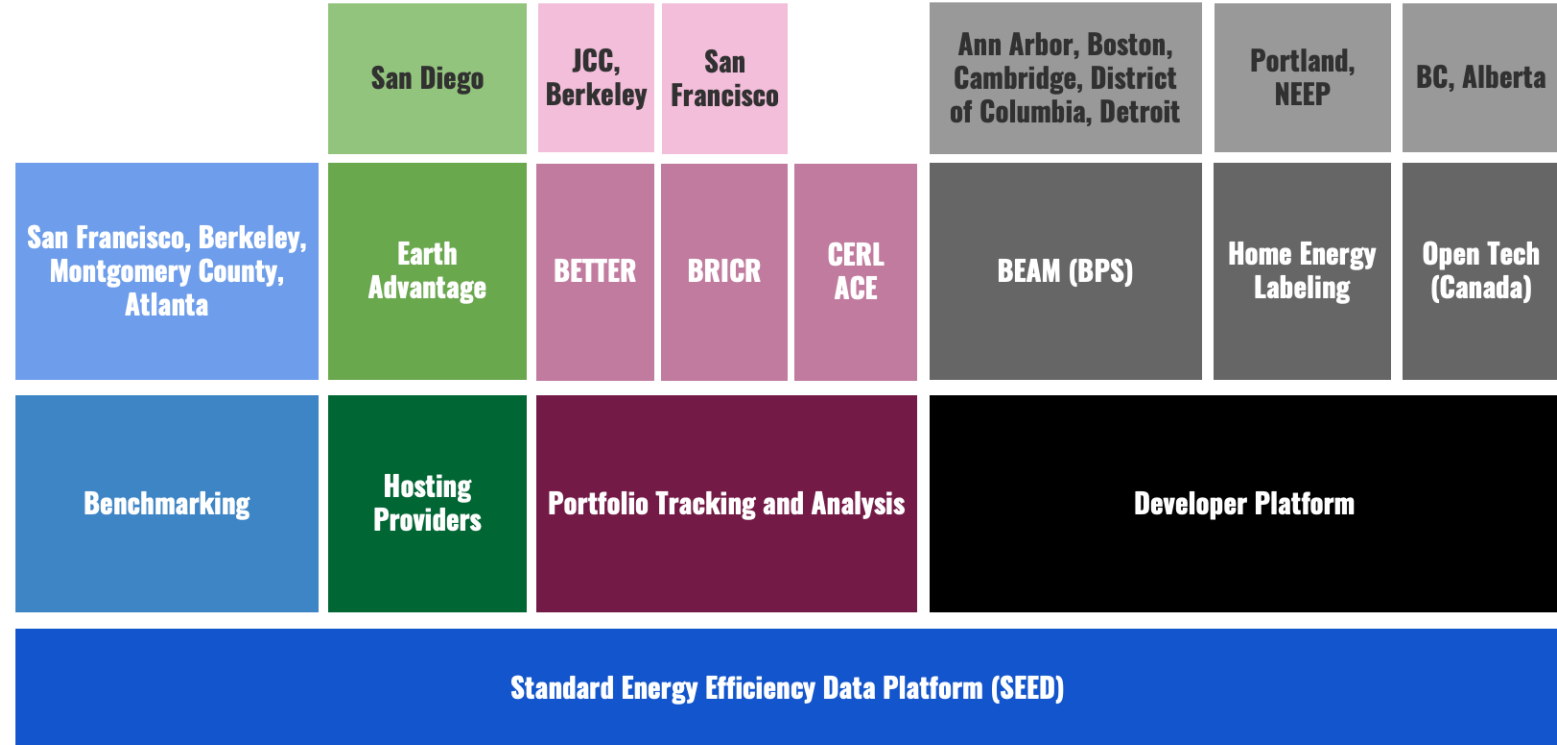 San Diego
JCC,
Berkeley
San
Francisco
Ann Arbor, Boston,
Cambridge, District
of Columbia, Detroit
Portland,
NEEP
BC, Alberta
San Francisco, Berkeley,
Montgomery County,
Atlanta
Earth
Advantage
BETTER
BRICR
CERL
ACE
BEAM (BPS)
Home Energy
Labeling
Open Tech
(Canada)
Benchmarking
Hosting
Providers
Portfolio Tracking and Analysis
Developer Platform
Standard Energy Efficiency Data Platform (SEED)